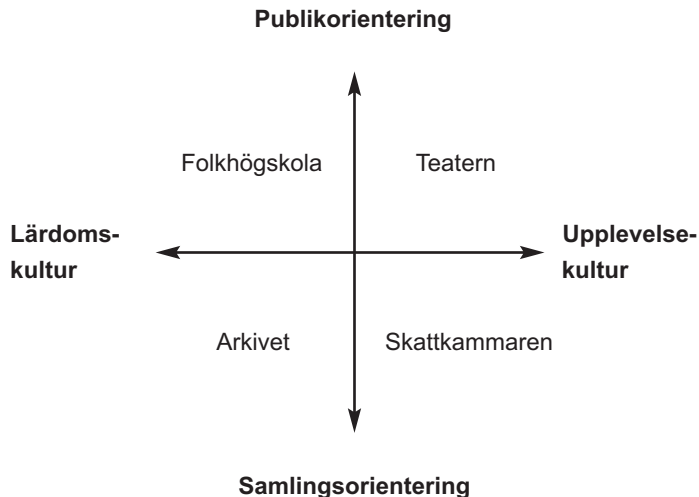 Publikorientering
Folkhögskola
Teatern
Lärdoms-
kultur
Upplevelse-
kultur
Arkivet
Skattkammaren
Samlingsorientering